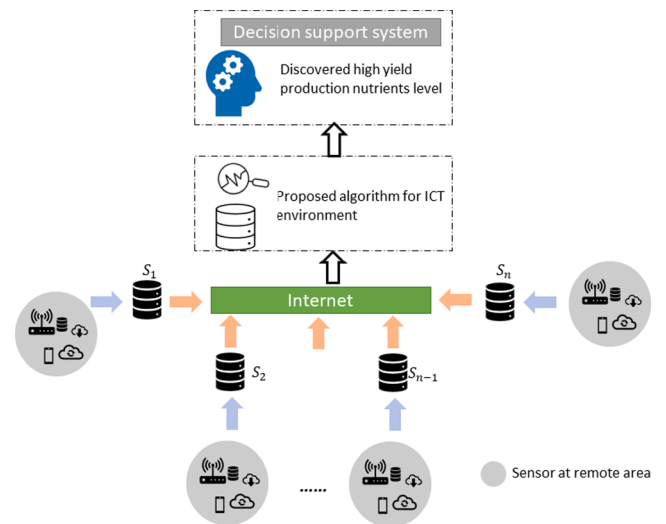 Decision support system
Discovered high yield
production nutrients level
Proposed algorithm for ICT
environment
S₁
Sₙ
Internet
S₂
Sₙ₋₁
......
Sensor at remote area